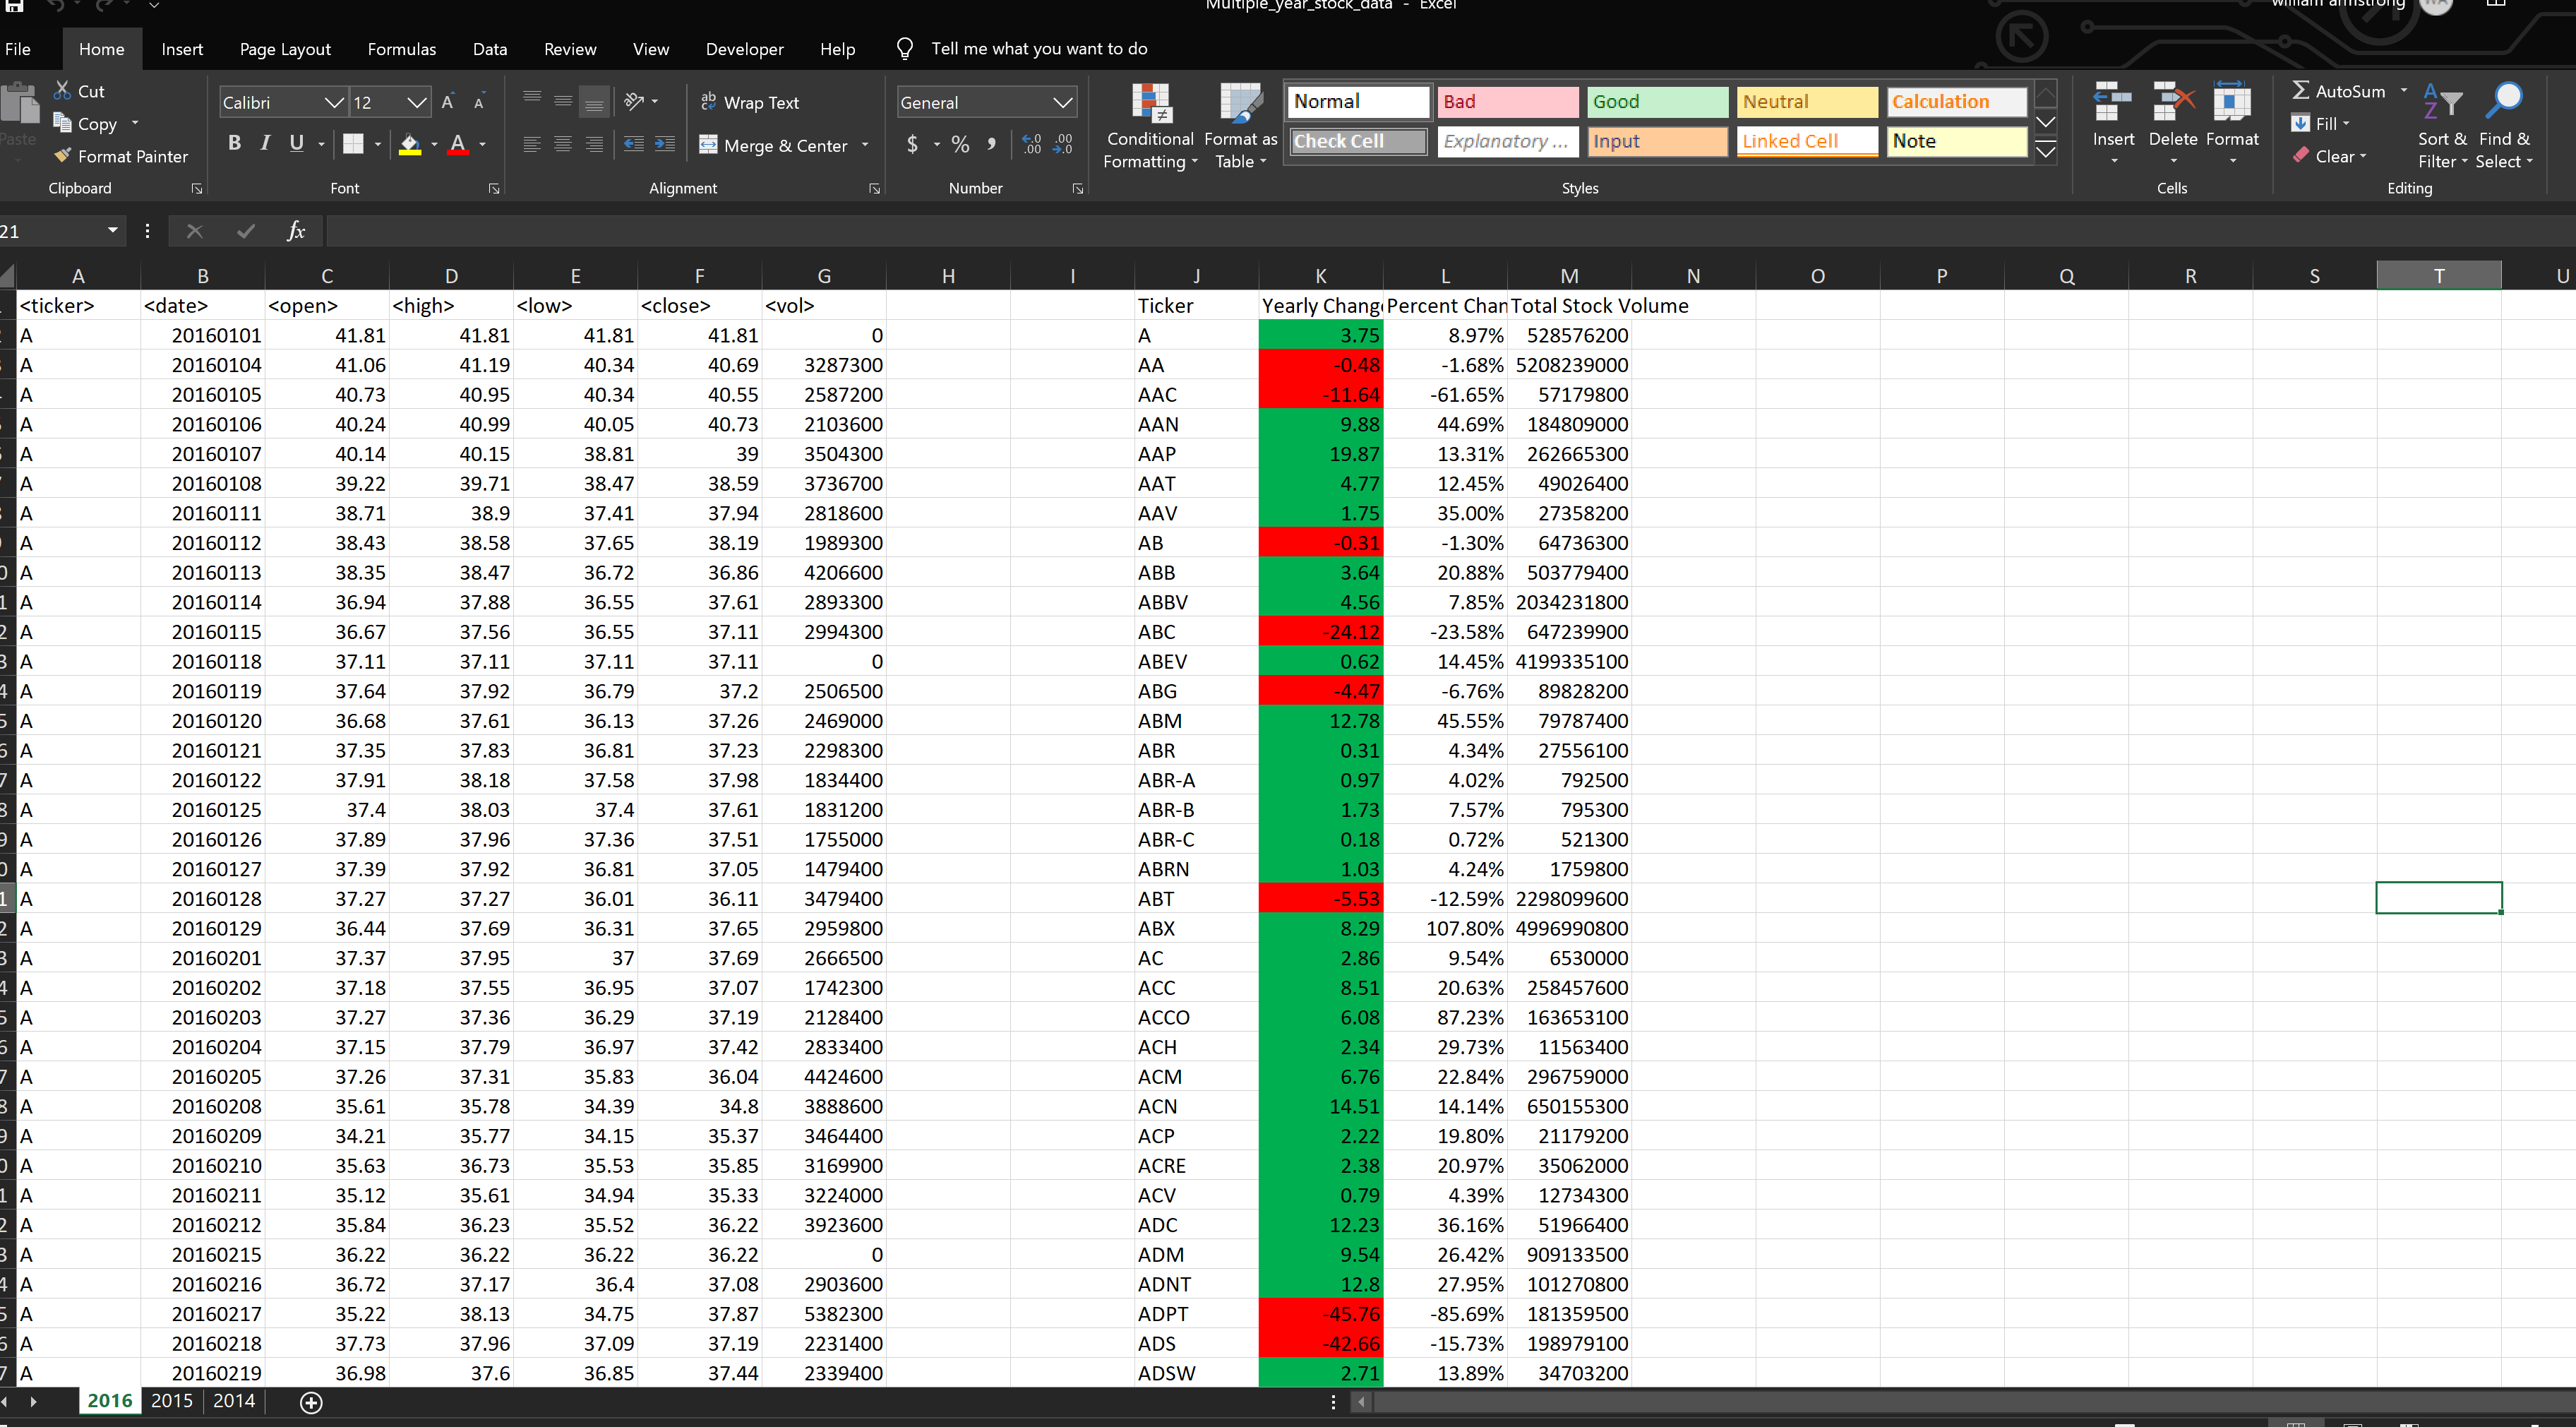 Multiple_year_stock_data - Excel
william armstrong
File Home Insert Page Layout Formulas Data Review View Developer Help Tell me what you want to do
Paste Cut Copy Format Painter
Calibri 12
B I U
Wrap Text
Merge & Center
General
$ %
Conditional Formatting
Format as Table
Normal Bad Good Neutral Calculation
Check Cell Explanatory ... Input Linked Cell Note
Insert Delete Format
AutoSum
Fill
Clear
Sort & Filter
Find & Select
Clipboard Font Alignment Number Styles Cells Editing
21 fx
A B C D E F G H I J K L M N O P Q R S T U
<ticker> <date> <open> <high> <low> <close> <vol> Ticker Yearly Chang Percent Chan Total Stock Volume
A 20160101 41.81 41.81 41.81 41.81 0 A 3.75 8.97% 528576200
A 20160104 41.06 41.19 40.34 40.69 3287300 AA -0.48 -1.68% 5208239000
A 20160105 40.73 40.95 40.34 40.55 2587200 AAC -11.64 -61.65% 57179800
A 20160106 40.24 40.99 40.05 40.73 2103600 AAN 9.88 44.69% 184809000
A 20160107 40.14 40.15 38.81 39 3504300 AAP 19.87 13.31% 262665300
A 20160108 39.22 39.71 38.47 38.59 3736700 AAT 4.77 12.45% 49026400
A 20160111 38.71 38.9 37.41 37.94 2818600 AAV 1.75 35.00% 27358200
A 20160112 38.43 38.58 37.65 38.19 1989300 AB -0.31 -1.30% 64736300
A 20160113 38.35 38.47 36.72 36.86 4206600 ABB 3.64 20.88% 503779400
A 20160114 36.94 37.88 36.55 37.61 2893300 ABBV 4.56 7.85% 2034231800
A 20160115 36.67 37.56 36.55 37.11 2994300 ABC -24.12 -23.58% 647239900
A 20160118 37.11 37.11 37.11 37.11 0 ABEV 0.62 14.45% 4199335100
A 20160119 37.64 37.92 36.79 37.2 2506500 ABG -4.47 -6.76% 89828200
A 20160120 36.68 37.61 36.13 37.26 2469000 ABM 12.78 45.55% 79787400
A 20160121 37.35 37.83 36.81 37.23 2298300 ABR 0.31 4.34% 27556100
A 20160122 37.91 38.18 37.58 37.98 1834400 ABR-A 0.97 4.02% 792500
A 20160125 37.4 38.03 37.4 37.61 1831200 ABR-B 1.73 7.57% 795300
A 20160126 37.89 37.96 37.36 37.51 1755000 ABR-C 0.18 0.72% 521300
A 20160127 37.39 37.92 36.81 37.05 1479400 ABRN 1.03 4.24% 1759800
A 20160128 37.27 37.27 36.01 36.11 3479400 ABT -5.53 -12.59% 2298099600
A 20160129 36.44 37.69 36.31 37.65 2959800 ABX 8.29 107.80% 4996990800
A 20160201 37.37 37.95 37 37.69 2666500 AC 2.86 9.54% 6530000
A 20160202 37.18 37.55 36.95 37.07 1742300 ACC 8.51 20.63% 258457600
A 20160203 37.27 37.36 36.29 37.19 2128400 ACCO 6.08 87.23% 163653100
A 20160204 37.15 37.79 36.97 37.42 2833400 ACH 2.34 29.73% 11563400
A 20160205 37.26 37.31 35.83 36.04 4424600 ACM 6.76 22.84% 296759000
A 20160208 35.61 35.78 34.39 34.8 3888600 ACN 14.51 14.14% 650155300
A 20160209 34.21 35.77 34.15 35.37 3464400 ACP 2.22 19.80% 21179200
A 20160210 35.63 36.73 35.53 35.85 3169900 ACRE 2.38 20.97% 35062000
A 20160211 35.12 35.61 34.94 35.33 3224000 ACV 0.79 4.39% 12734300
A 20160212 35.84 36.23 35.52 36.22 3923600 ADC 12.23 36.16% 51966400
A 20160215 36.22 36.22 36.22 36.22 0 ADM 9.54 26.42% 909133500
A 20160216 36.72 37.17 36.4 37.08 2903600 ADNT 12.8 27.95% 101270800
A 20160217 35.22 38.13 34.75 37.87 5382300 ADPT -45.76 -85.69% 181359500
A 20160218 37.73 37.96 37.09 37.19 2231400 ADS -42.66 -15.73% 198979100
A 20160219 36.98 37.6 36.85 37.44 2339400 ADSW 2.71 13.89% 34703200
2016 2015 2014